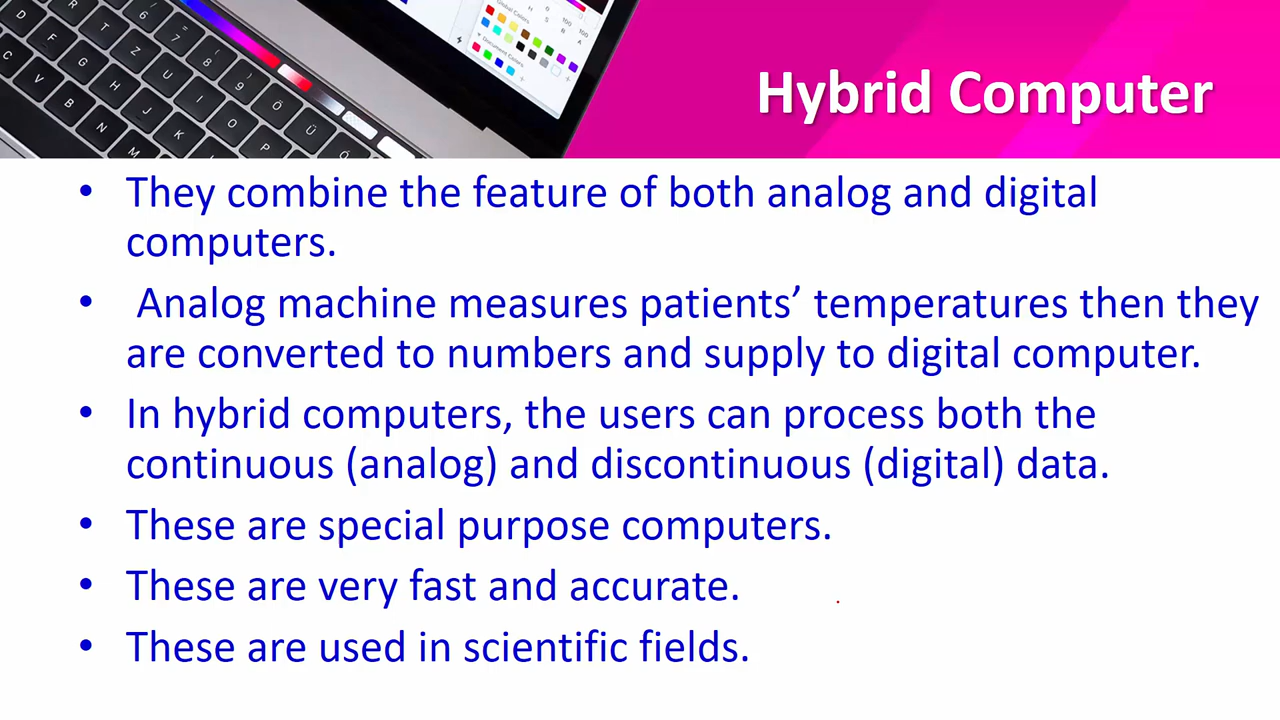 Hybrid Computer
• They combine the feature of both analog and digital
computers.
• Analog machine measures patients’ temperatures then they
are converted to numbers and supply to digital computer.
• In hybrid computers, the users can process both the
continuous (analog) and discontinuous (digital) data.
• These are special purpose computers.
• These are very fast and accurate.
• These are used in scientific fields.